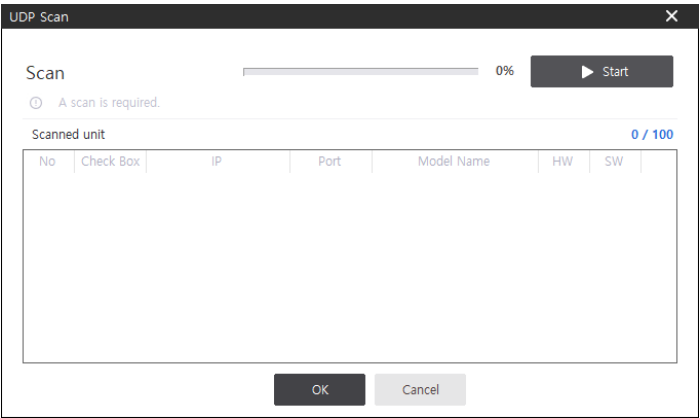 UDP Scan
Scan 0% Start
A scan is required.
Scanned unit 0 / 100
No Check Box IP Port Model Name HW SW
OK Cancel